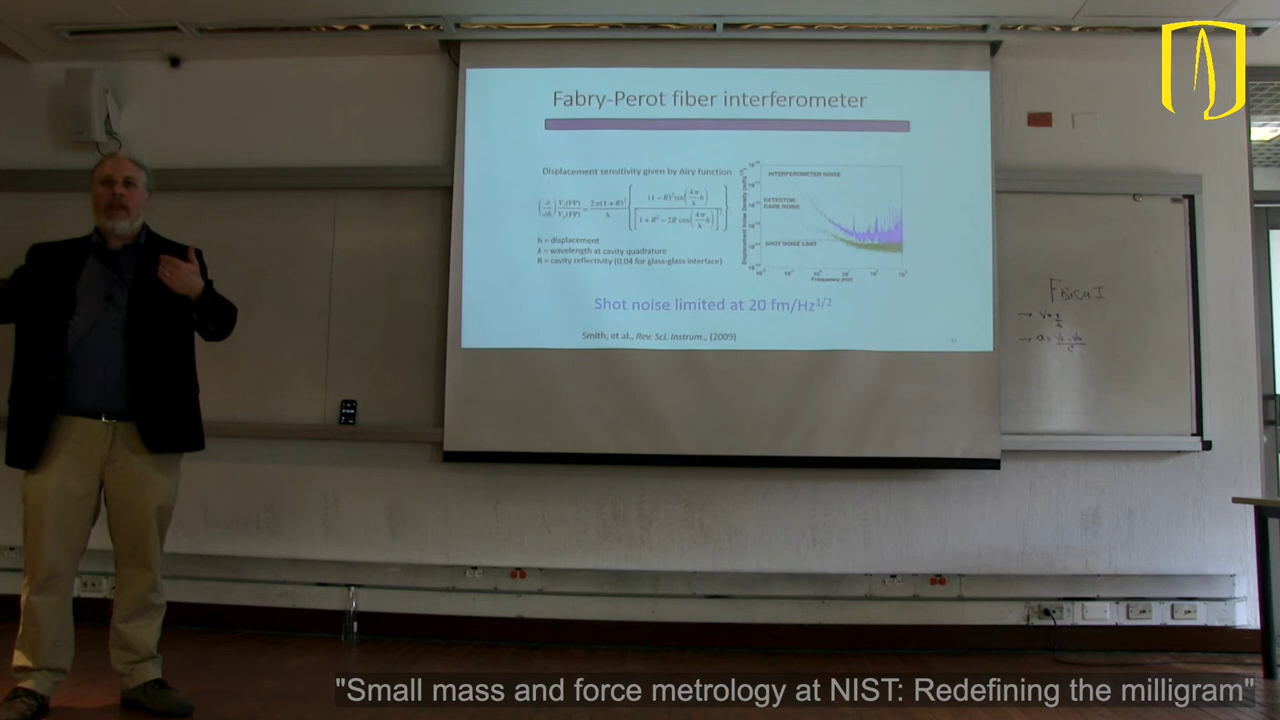 Fabry-Perot fiber interferometer
Displacement sensitivity given by Airy function
h = displacement
λ = wavelength at cavity quadrature
R = cavity reflectivity (0.04 for glass-glass interface)
INTERFEROMETER NOISE
DETECTOR
DARK NOISE
SHOT NOISE LIMIT
Frequency (Hz)
Shot noise limited at 20 fm/Hz^1/2
Smith, et al., Rev. Sci. Instrum., (2009)
"Small mass and force metrology at NIST: Redefining the milligram"